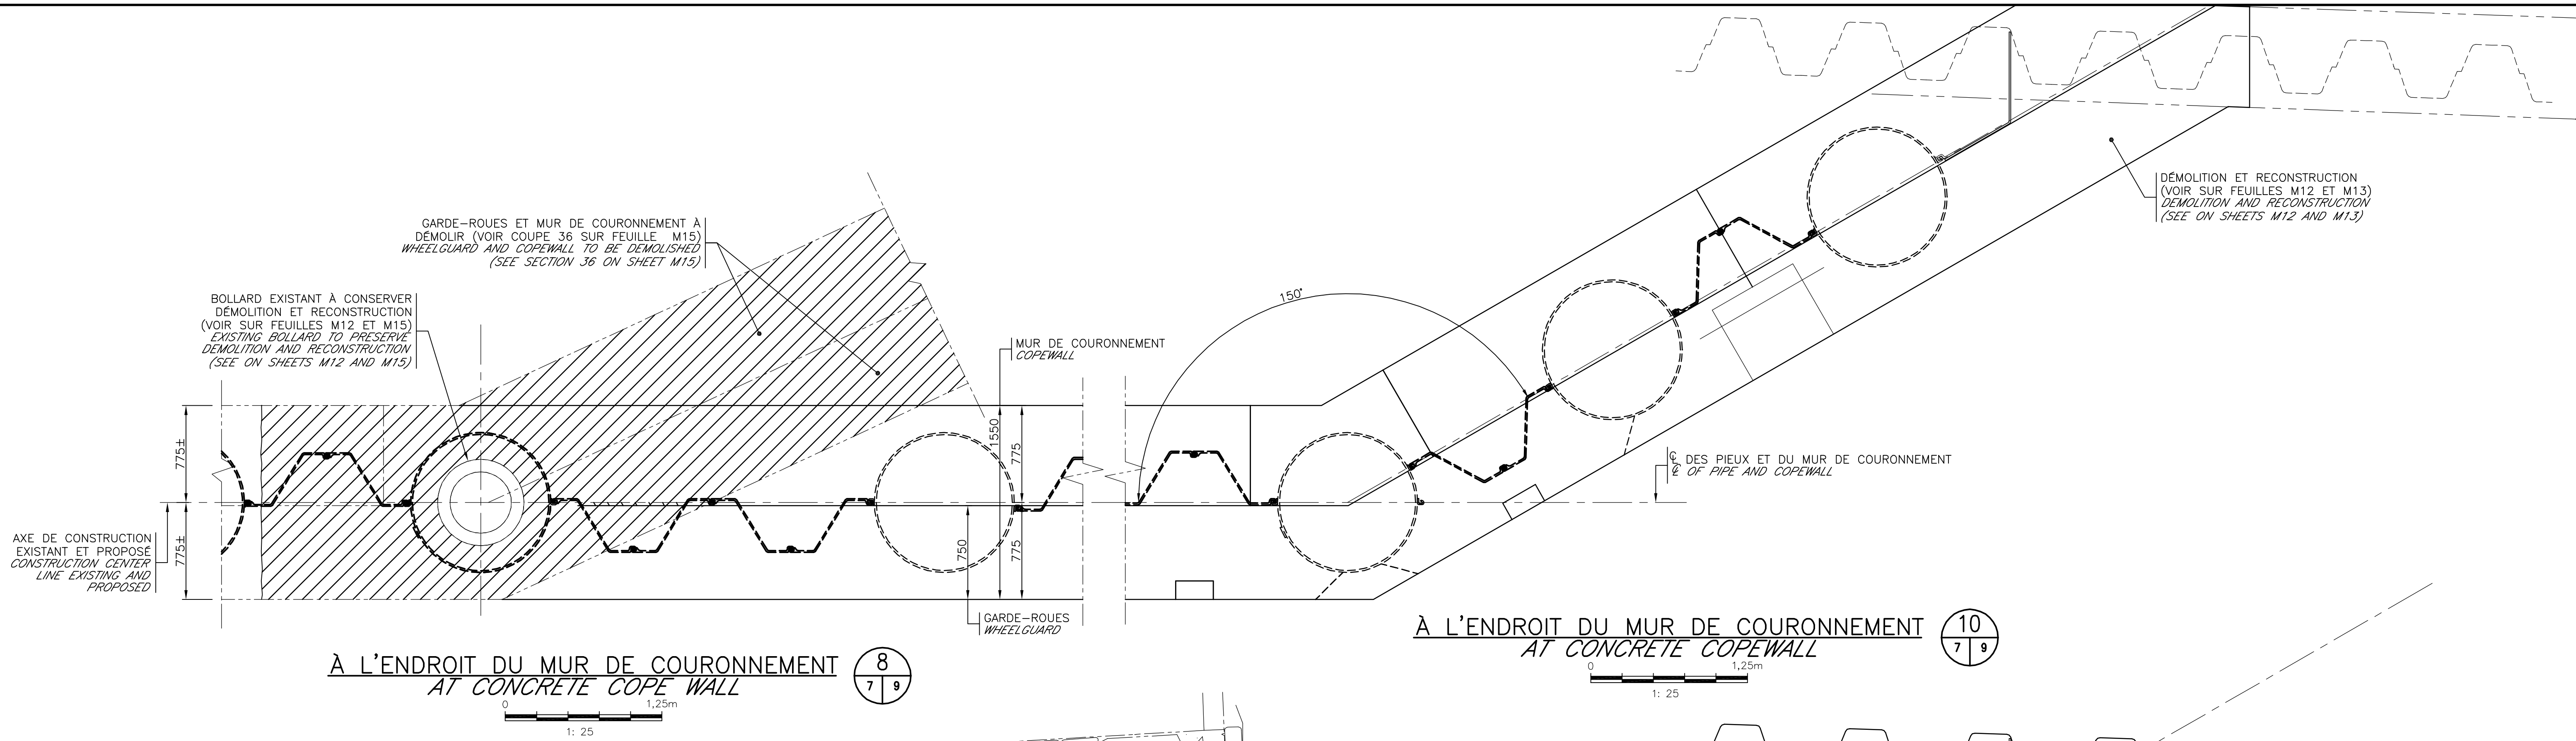 GARDE-ROUES ET MUR DE COURONNEMENT À
DÉMOLIR (VOIR COUPE 36 SUR FEUILLE M15)
WHEELGUARD AND COPEWALL TO BE DEMOLISHED
(SEE SECTION 36 ON SHEET M15)
BOLLARD EXISTANT À CONSERVER
DÉMOLITION ET RECONSTRUCTION
(VOIR SUR FEUILLES M12 ET M15)
EXISTING BOLLARD TO PRESERVE
DEMOLITION AND RECONSTRUCTION
(SEE ON SHEETS M12 AND M15)
775±
775±
AXE DE CONSTRUCTION
EXISTANT ET PROPOSÉ
CONSTRUCTION CENTER
LINE EXISTING AND
PROPOSED
MUR DE COURONNEMENT
COPEWALL
1550
775
775
750
GARDE-ROUES
WHEELGUARD
À L'ENDROIT DU MUR DE COURONNEMENT
AT CONCRETE COPE WALL
8
7 9
0 1,25m
1: 25
150°
DÉMOLITION ET RECONSTRUCTION
(VOIR SUR FEUILLES M12 ET M13)
DEMOLITION AND RECONSTRUCTION
(SEE ON SHEETS M12 AND M13)
℄ DES PIEUX ET DU MUR DE COURONNEMENT
℄ OF PIPE AND COPEWALL
À L'ENDROIT DU MUR DE COURONNEMENT
AT CONCRETE COPEWALL
10
7 9
0 1,25m
1: 25